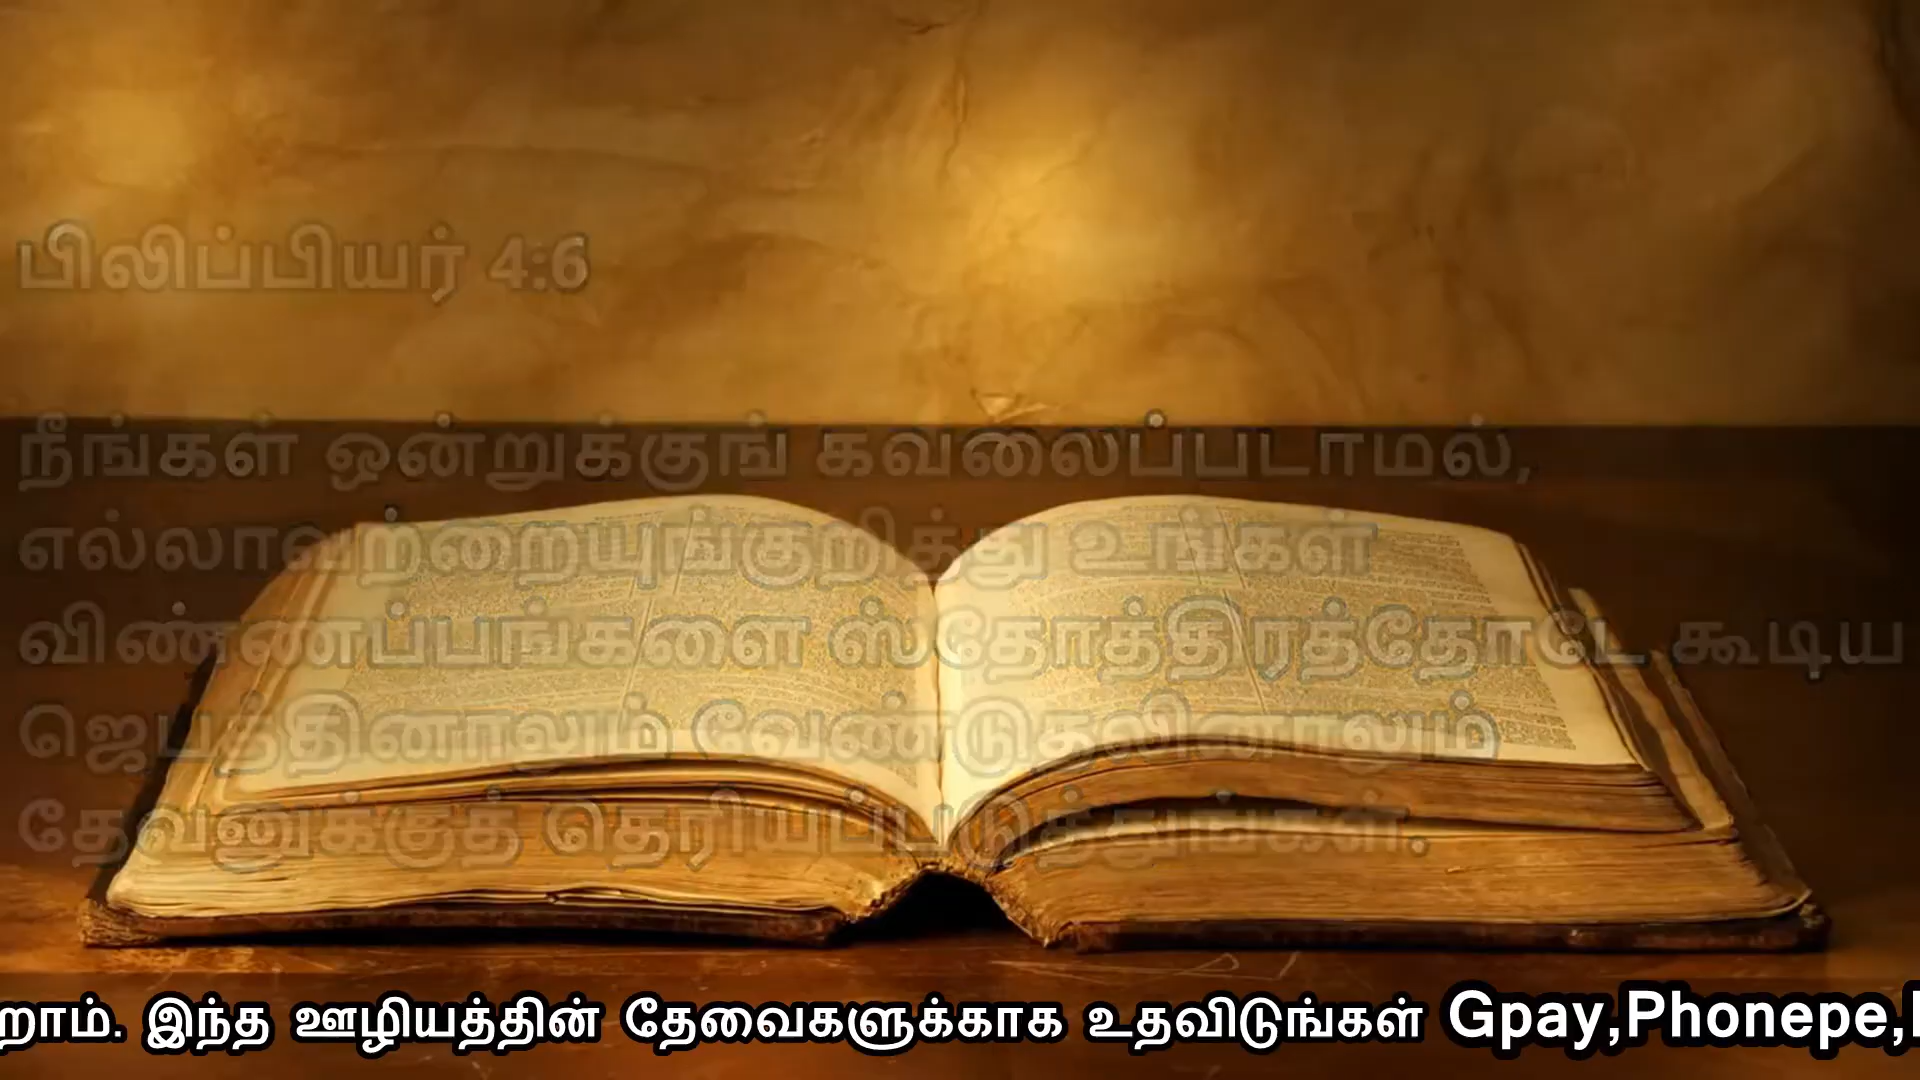 பிலிப்பியர் 4:6
நீங்கள் ஒன்றுக்குங் கவலைப்படாமல்,
எல்லாவற்றையுங்குறித்து உங்கள்
விண்ணப்பங்களை ஸ்தோத்திரத்தோடே கூடிய
ஜெபத்தினாலும் வேண்டுதலினாலும்
தேவனுக்குத் தெரியப்படுத்துங்கள்.
றாம். இந்த ஊழியத்தின் தேவைகளுக்காக உதவிடுங்கள் Gpay,Phonepe,